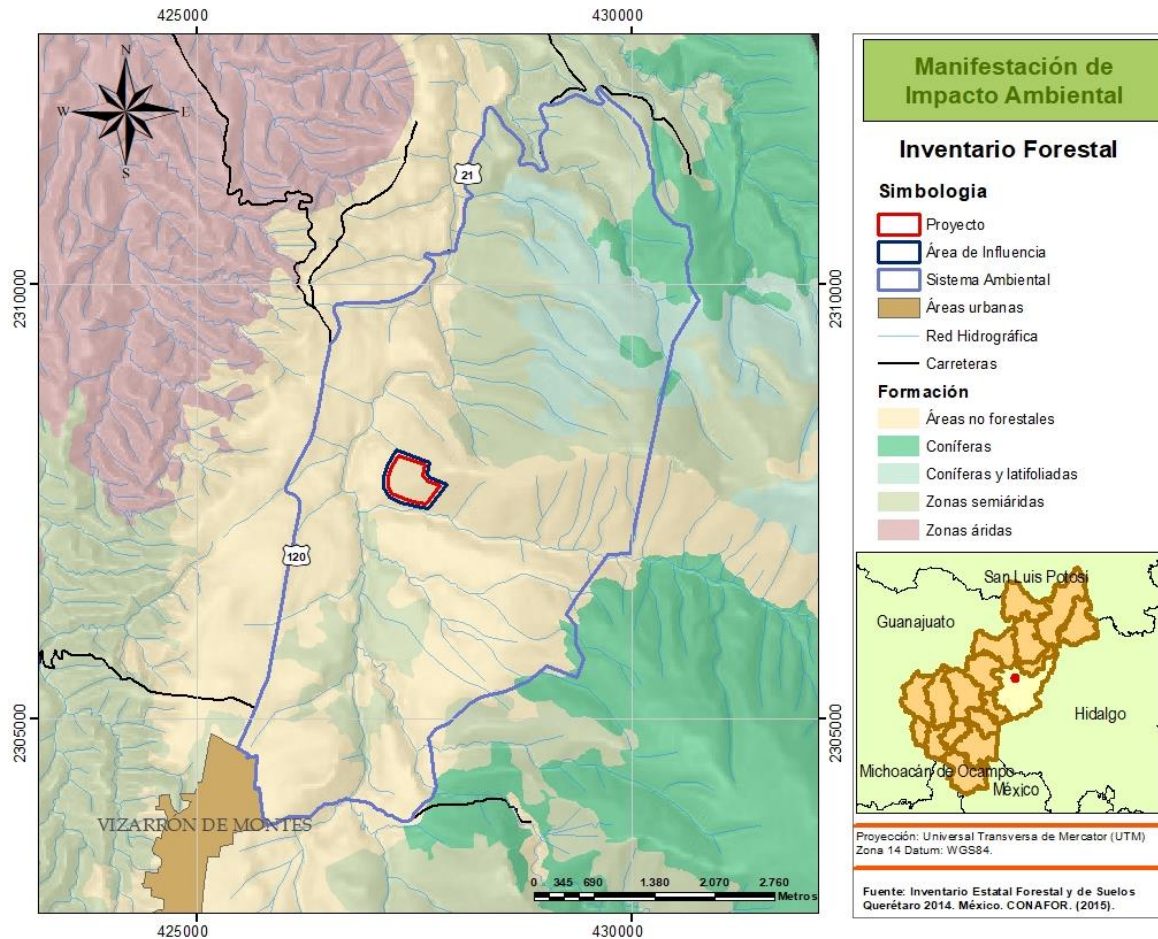 425000
430000
2310000
2310000
2305000
2305000
425000
430000
N
W
E
S
21
120
VIZARRÓN DE MONTES
0 345 690 1.380 2.070 2.760
Metros
Manifestación de
Impacto Ambiental
Inventario Forestal
Simbologia
Proyecto
Área de Influencia
Sistema Ambiental
Áreas urbanas
Red Hidrográfica
Carreteras
Formación
Áreas no forestales
Coníferas
Coníferas y latifoliadas
Zonas semiáridas
Zonas áridas
San Luis Potosí
Guanajuato
Hidalgo
Michoacán de Ocampo
México
Proyección: Universal Transversa de Mercator (UTM)
Zona 14 Datum: WGS84.
Fuente: Inventario Estatal Forestal y de Suelos
Querétaro 2014. México. CONAFOR. (2015).